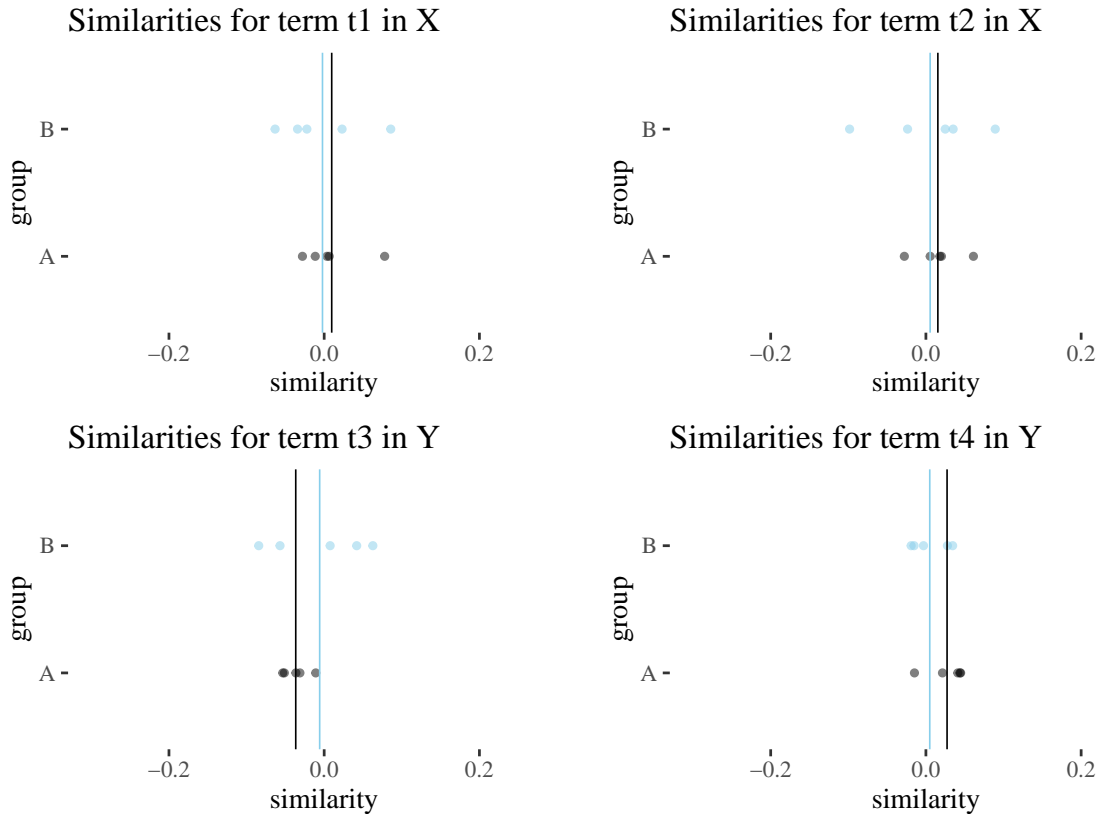 Similarities for term t1 in X
B
A
group
−0.2 0.0 0.2
similarity
Similarities for term t2 in X
B
A
group
−0.2 0.0 0.2
similarity
Similarities for term t3 in Y
B
A
group
−0.2 0.0 0.2
similarity
Similarities for term t4 in Y
B
A
group
−0.2 0.0 0.2
similarity